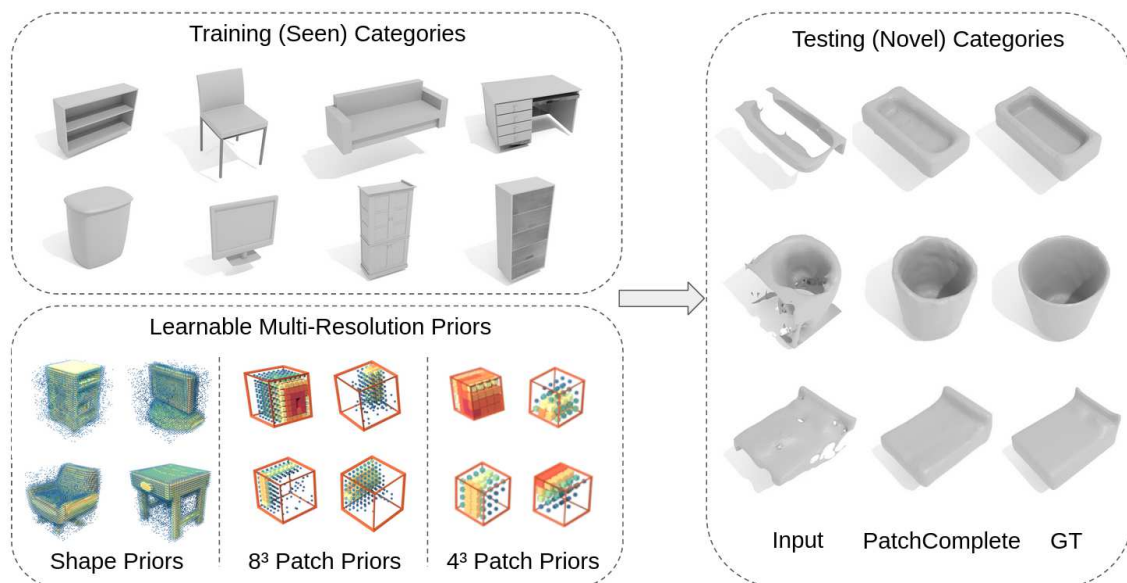 Training (Seen) Categories
Learnable Multi-Resolution Priors
Shape Priors
8³ Patch Priors
4³ Patch Priors
Testing (Novel) Categories
Input
PatchComplete
GT